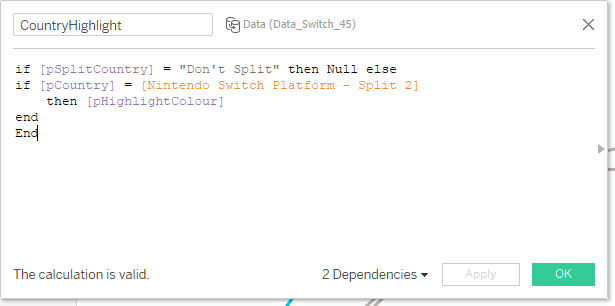 CountryHighlight
Data (Data_Switch_45)
if [pSplitCountry] = "Don't Split" then Null else
if [pCountry] = [Nintendo Switch Platform - Split 2]
then [pHighlightColour]
end
End
The calculation is valid.
2 Dependencies
Apply
OK